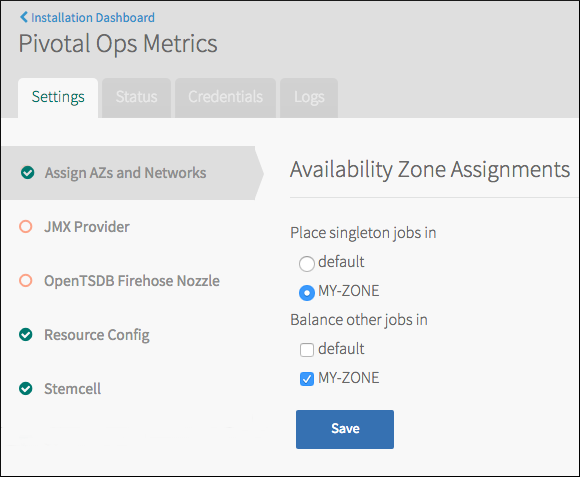 Installation Dashboard
Pivotal Ops Metrics
Settings Status Credentials Logs
Assign AZs and Networks
JMX Provider
OpenTSDB Firehose Nozzle
Resource Config
Stemcell
Availability Zone Assignments
Place singleton jobs in
default
MY-ZONE
Balance other jobs in
default
MY-ZONE
Save